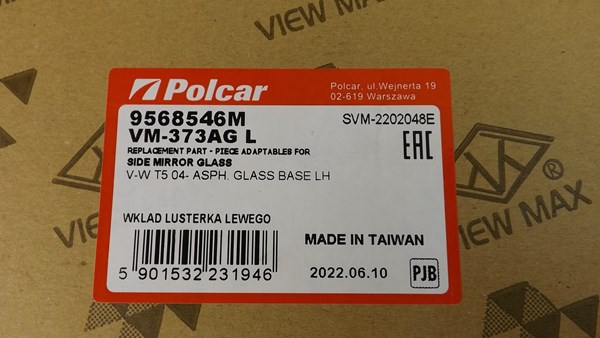 VIEW MAX
Polcar
Polcar, ul.Wejnerta 19
02-619 Warszawa
9568546M
SVM-2202048E
VM-373AG L
EAC
REPLACEMENT PART - PIECE ADAPTABLES FOR
SIDE MIRROR GLASS
V-W T5 04- ASPH. GLASS BASE LH
WKLAD LUSTERKA LEWEGO
MADE IN TAIWAN
5 901532 231946
2022.06.10
PJB
VIEW
VIEW MAX
VIEW